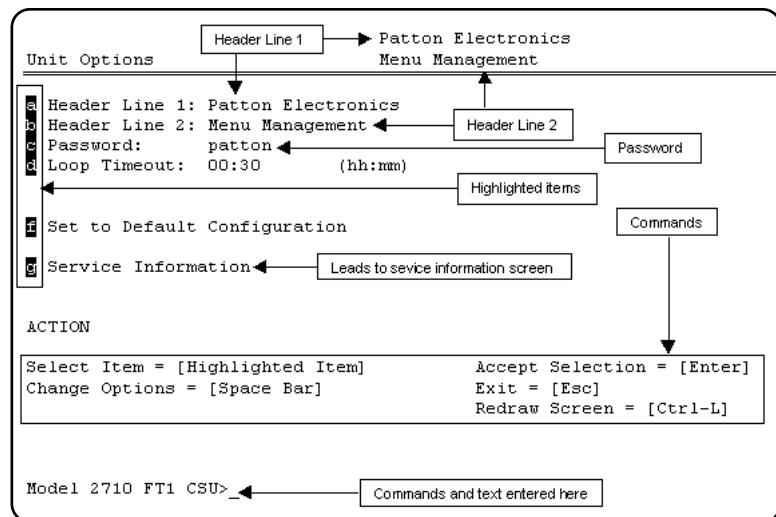 Header Line 1 Patton Electronics
Unit Options Menu Management
a Header Line 1: Patton Electronics
b Header Line 2: Menu Management Header Line 2
c Password: patton Password
d Loop Timeout: 00:30 (hh:mm)
Highlighted items
f Set to Default Configuration Commands
g Service Information Leads to sevice information screen
ACTION
Select Item = [Highlighted Item] Accept Selection = [Enter]
Change Options = [Space Bar] Exit = [Esc]
Redraw Screen = [Ctrl-L]
Model 2710 FT1 CSU>_ Commands and text entered here